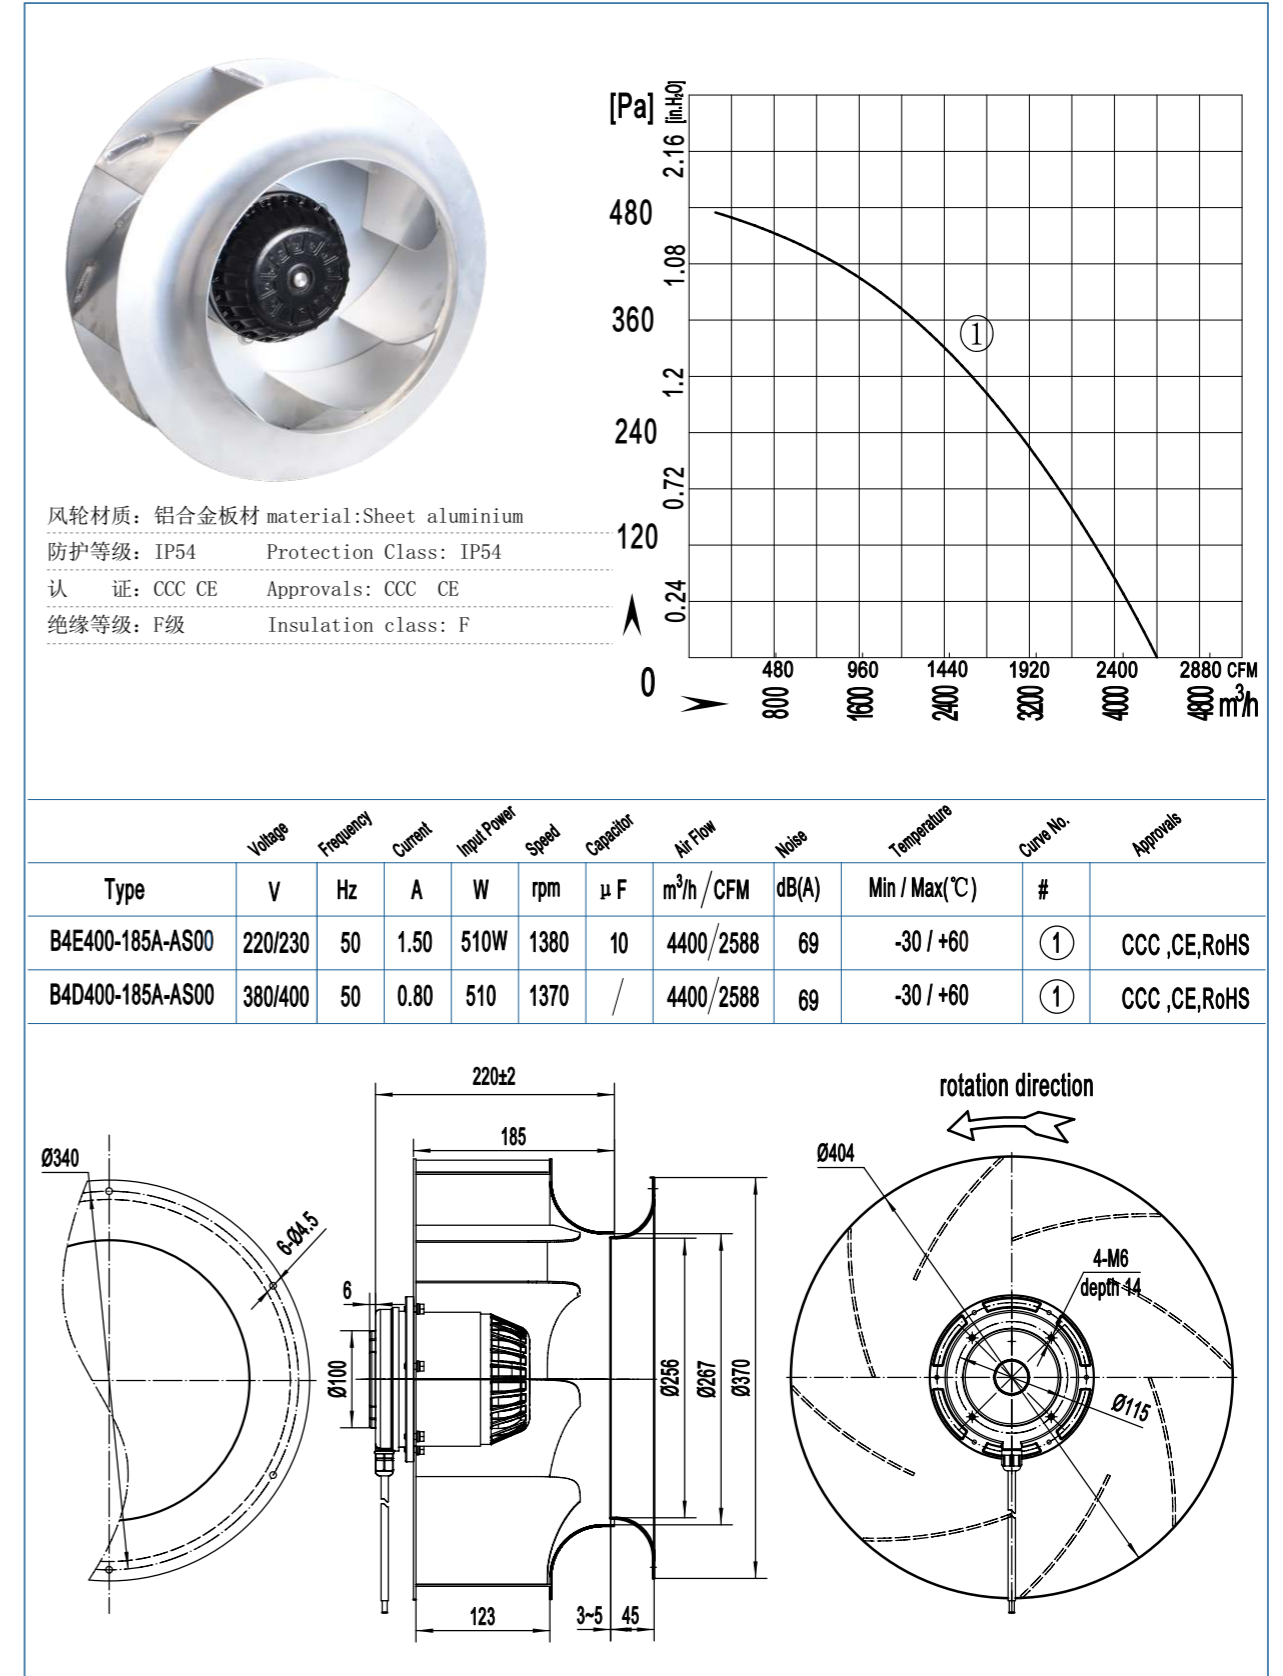 [Pa]
[in.H₂O]
2.16
480
1.08
360
1.2
240
0.72
120
0.24
0
①
480 960 1440 1920 2400 2880 CFM
800 1600 2400 3200 4000 4800 m³/h
风轮材质：铝合金板材 material:Sheet aluminium
防护等级：IP54 Protection Class: IP54
认 证：CCC CE Approvals: CCC CE
绝缘等级：F级 Insulation class: F
Voltage Frequency Current Input Power Speed Capacitor Air Flow Noise Temperature Curve No. Approvals
Type V Hz A W rpm μF m³/h/CFM dB(A) Min / Max(℃) #
B4E400-185A-AS00 220/230 50 1.50 510W 1380 10 4400/2588 69 -30 / +60 ① CCC ,CE,RoHS
B4D400-185A-AS00 380/400 50 0.80 510 1370 / 4400/2588 69 -30 / +60 ① CCC ,CE,RoHS
220±2
185
Ø340
6-Ø4.5
6
Ø100
Ø256
Ø267
Ø370
123
3~5
45
rotation direction
Ø404
4-M6
depth 14
Ø115